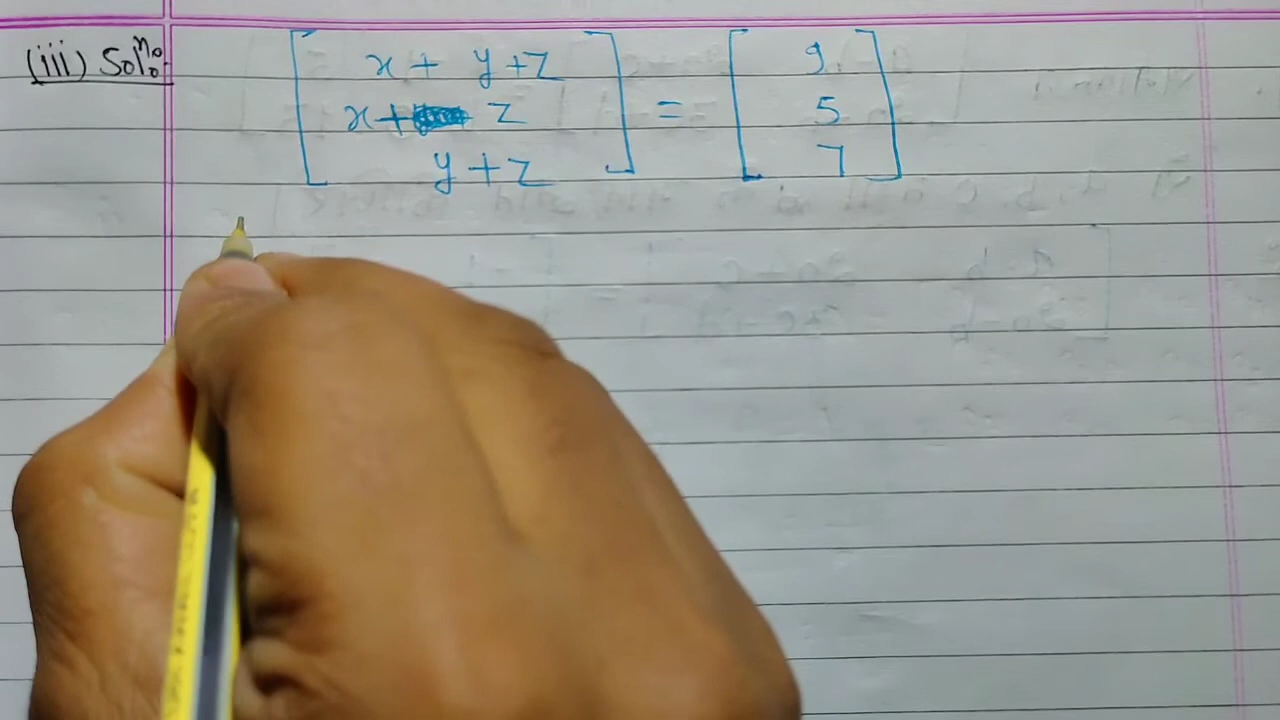 (iii) Solⁿ:
[ x + y + z ] = [ 9 ]
[ x + z ] = [ 5 ]
[ y + z ] = [ 7 ]